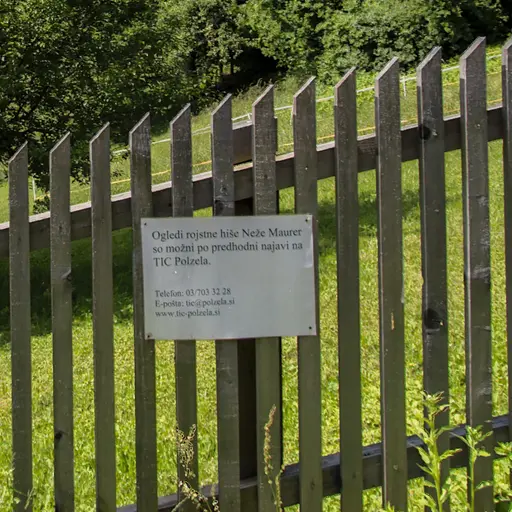 Ogledi rojstne hiše Neže Maurer
so možni po predhodni najavi na
TIC Polzela.
Telefon: 03/703 32 28
E-pošta: tic@polzela.si
www.tic-polzela.si